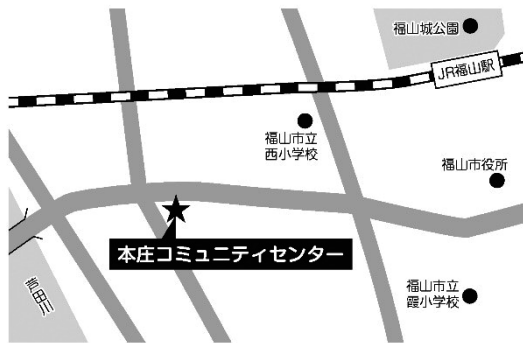 福山城公園
JR福山駅
福山市立
西小学校
福山市役所
本庄コミュニティセンター
福山市立
霞小学校
芦田川